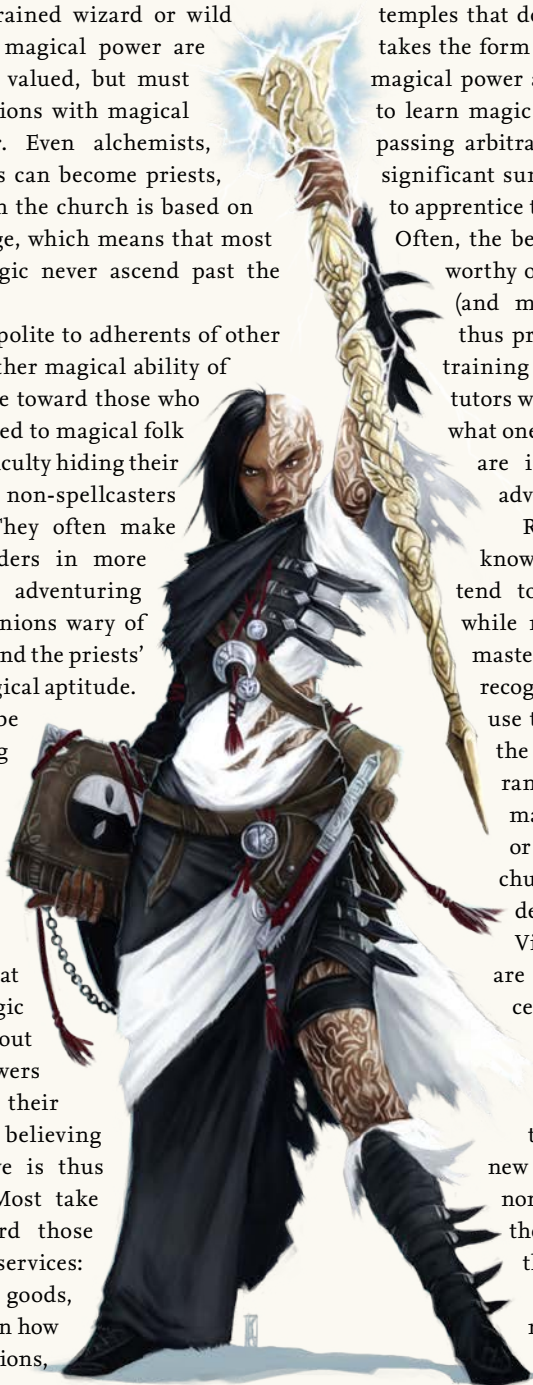 rained wizard or wild
magical power are
valued, but must
ions with magical
r. Even alchemists,
s can become priests,
n the church is based on
ge, which means that most
gic never ascend past the
polite to adherents of other
ther magical ability of
e toward those who
ed to magical folk
culty hiding their
non-spellcasters
They often make
ders in more
adventuring
nions wary of
nd the priests’
gical aptitude.
be
g
at
gic
out
wers
their
believing
e is thus
Most take
rd those
services:
goods,
n how
ions,
temples that de
takes the form
magical power a
to learn magic
passing arbitra
significant sur
to apprentice t
Often, the be
worthy o
(and m
thus pr
training
tutors w
what one
are i
adv
R
know
tend to
while r
maste
recog
use t
the
ran
ma
or
chu
de
Vi
are
ce
t
new
nor
the
th
r